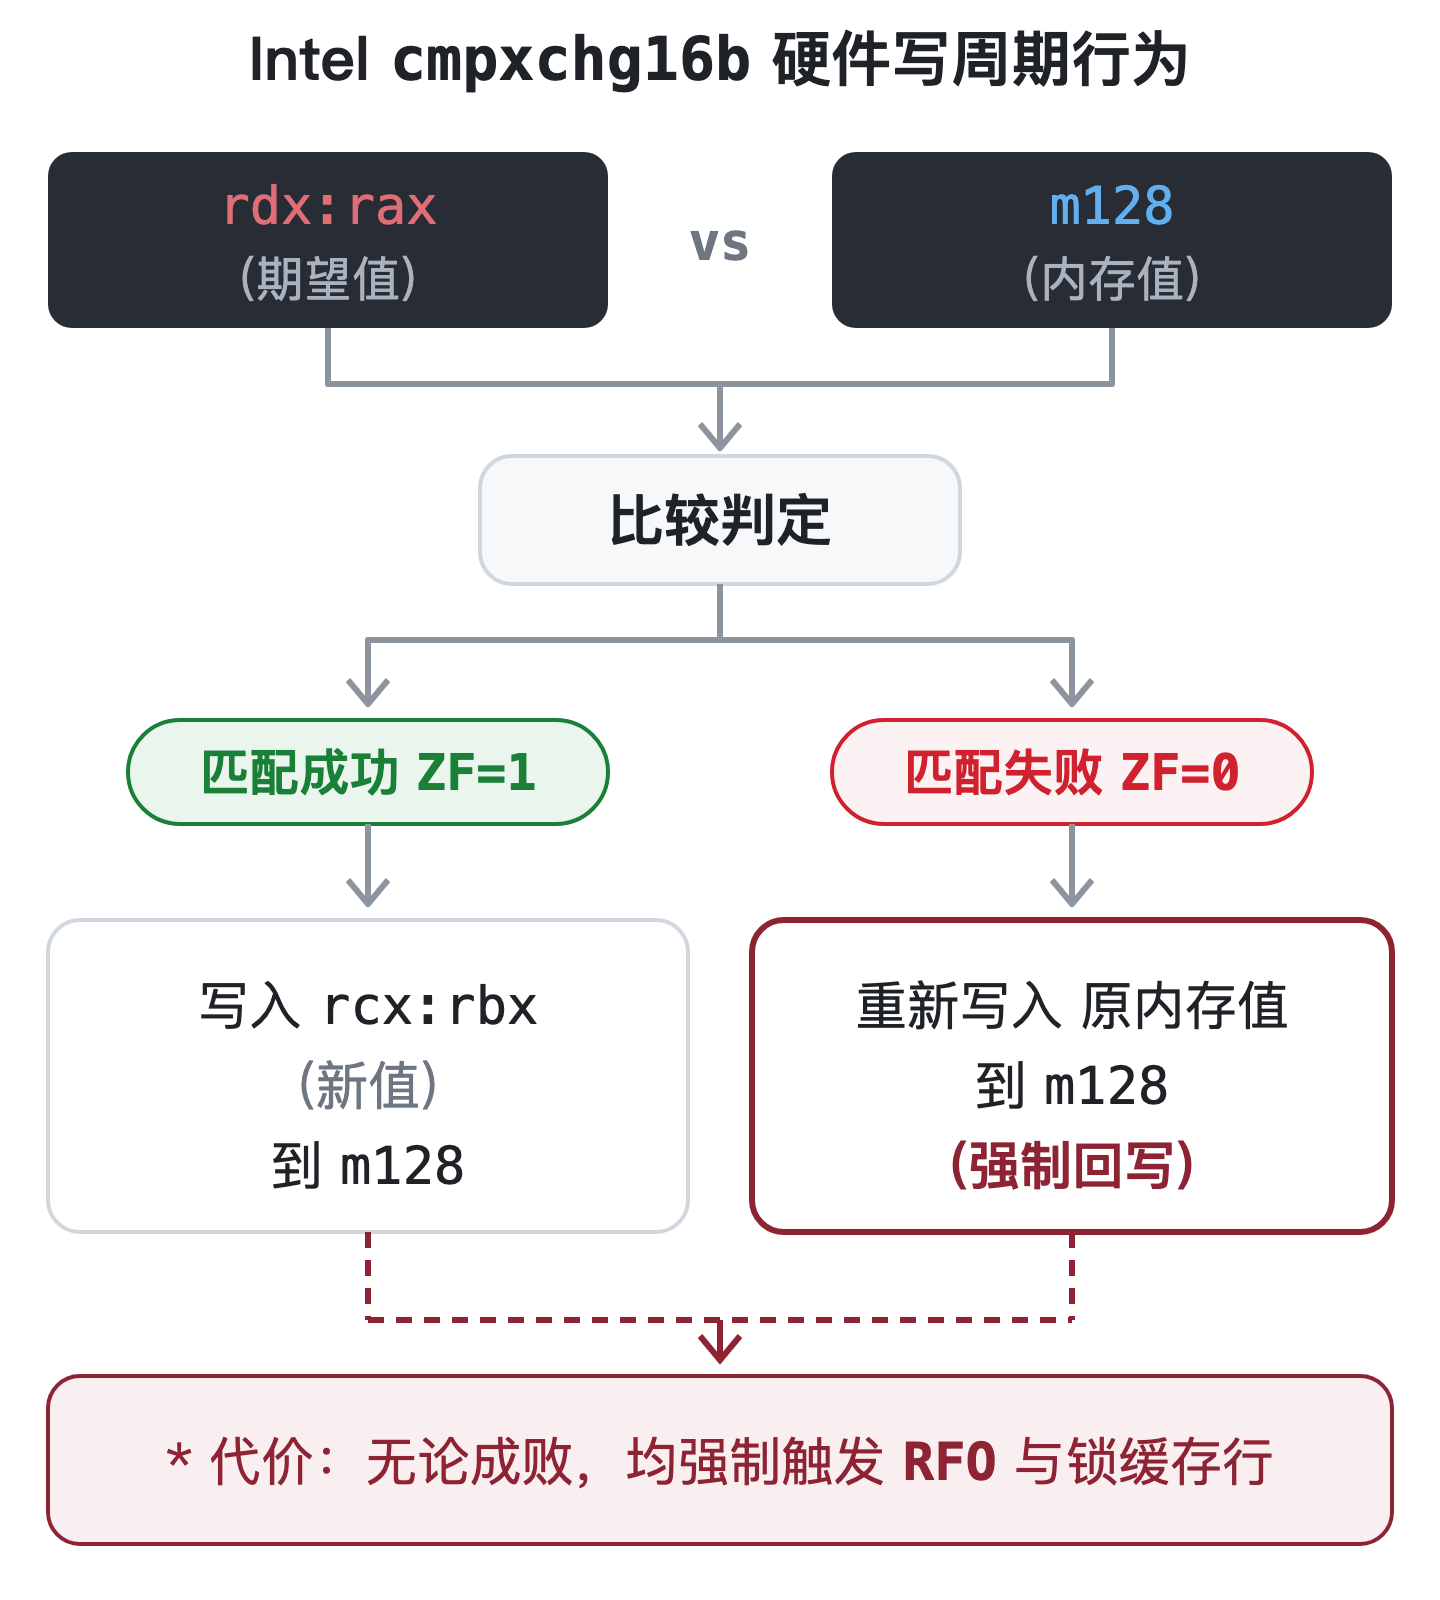 Intel cmpxchg16b 硬件写周期行为
rdx:rax
(期望值)
vs
m128
(内存值)
比较判定
匹配成功 ZF=1
匹配失败 ZF=0
写入 rcx:rbx
(新值)
到 m128
重新写入 原内存值
到 m128
(强制回写)
* 代价：无论成败，均强制触发 RFO 与锁缓存行